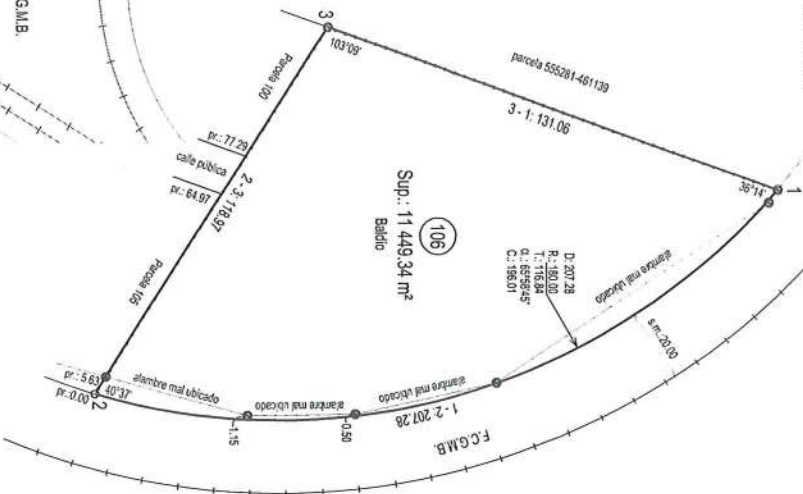 G.M.B.
3
103°09'
parcela 555281-461139
3 - 1: 131.06
1
36°14'
Parcela 100
pr.: 77.29
calle pública
pr.: 64.97
2 - 3: 118.97
Parcela 105
106
Sup.: 11 449.34 m²
Baldío
D: 207.28
R: 180.00
T: 116.84
α: 65°58'45"
C: 196.01
alambre mal ubicado
s.m.:20.00
alambre mal ubicado
1 - 2: 207.28
F.C.G.M.B.
alambre mal ubicado
0.50
1.15
alambre mal ubicado
pr.: 5.63
40°37'
pr.:0.00
2